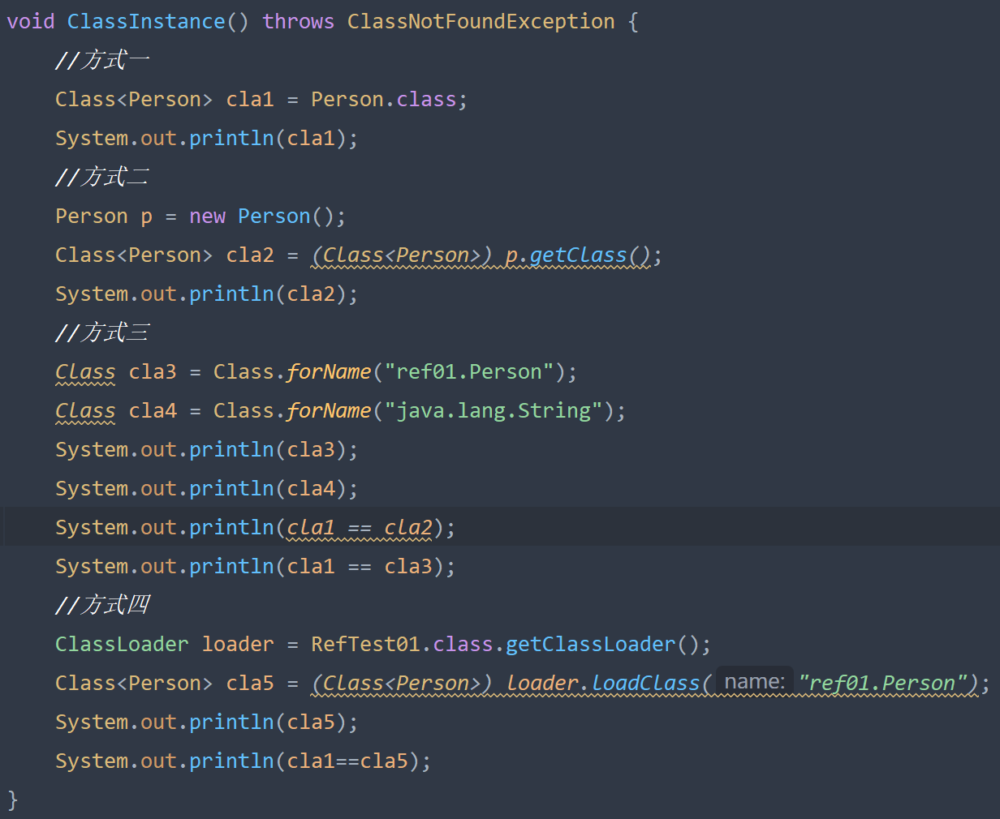 void ClassInstance() throws ClassNotFoundException {
//方式一
Class<Person> cla1 = Person.class;
System.out.println(cla1);
//方式二
Person p = new Person();
Class<Person> cla2 = (Class<Person>) p.getClass();
System.out.println(cla2);
//方式三
Class cla3 = Class.forName("ref01.Person");
Class cla4 = Class.forName("java.lang.String");
System.out.println(cla3);
System.out.println(cla4);
System.out.println(cla1 == cla2);
System.out.println(cla1 == cla3);
//方式四
ClassLoader loader = RefTest01.class.getClassLoader();
Class<Person> cla5 = (Class<Person>) loader.loadClass( name: "ref01.Person");
System.out.println(cla5);
System.out.println(cla1==cla5);
}